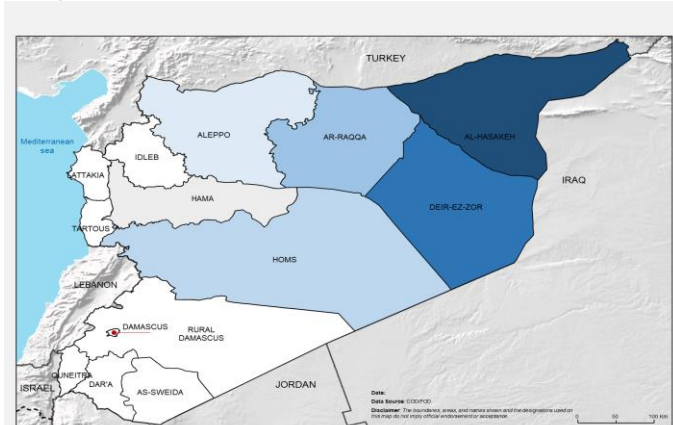 TURKEY
Mediterranean
sea
ALEPPO
AR-RAQQA
AL-HASAKEH
IDLEB
LATTAKIA
IRAQ
HAMA
DEIR-EZ-ZOR
TARTOUS
HOMS
LEBANON
DAMASCUS
RURAL
DAMASCUS
QUNEITRA
ISRAEL
DAR'A
AS-SWEIDA
JORDAN
Date:
Data Source: COD/FOD
Disclaimer: The boundaries, areas, and names shown and the designations used on
this map do not imply official endorsement or acceptance.
0 50 100 Km